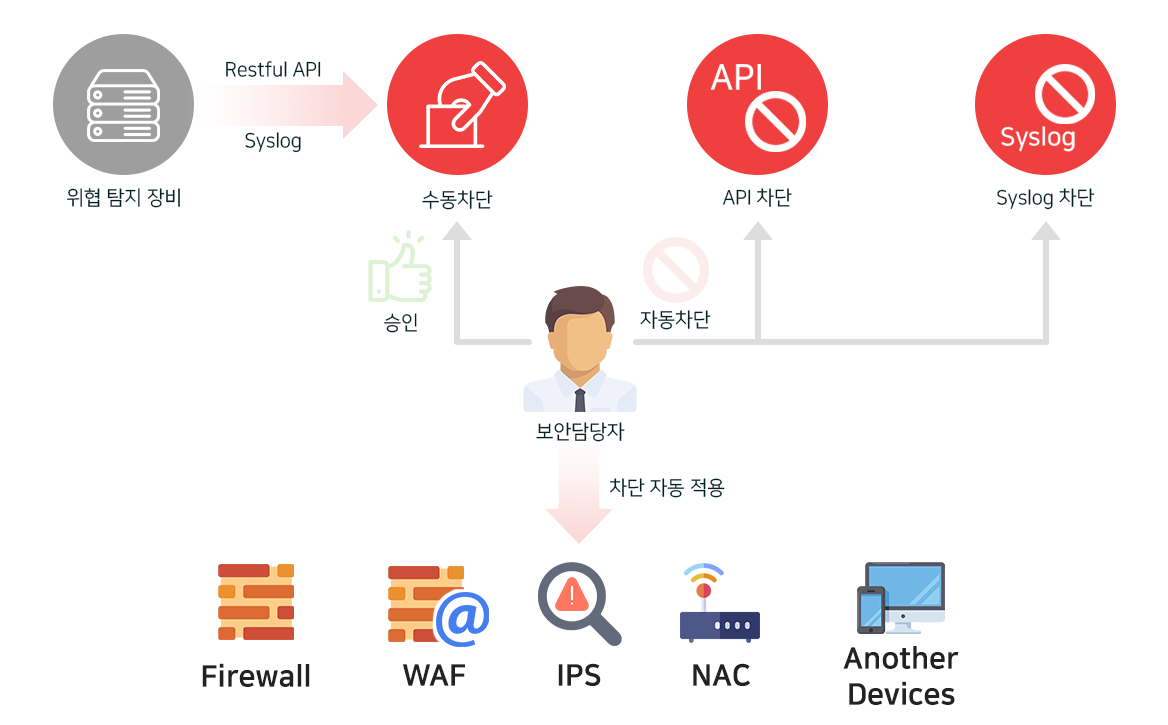 Restful API
Syslog
위협 탐지 장비
수동차단
API
API 차단
Syslog
Syslog 차단
승인
자동차단
보안담당자
차단 자동 적용
@
Firewall
WAF
IPS
NAC
Another
Devices